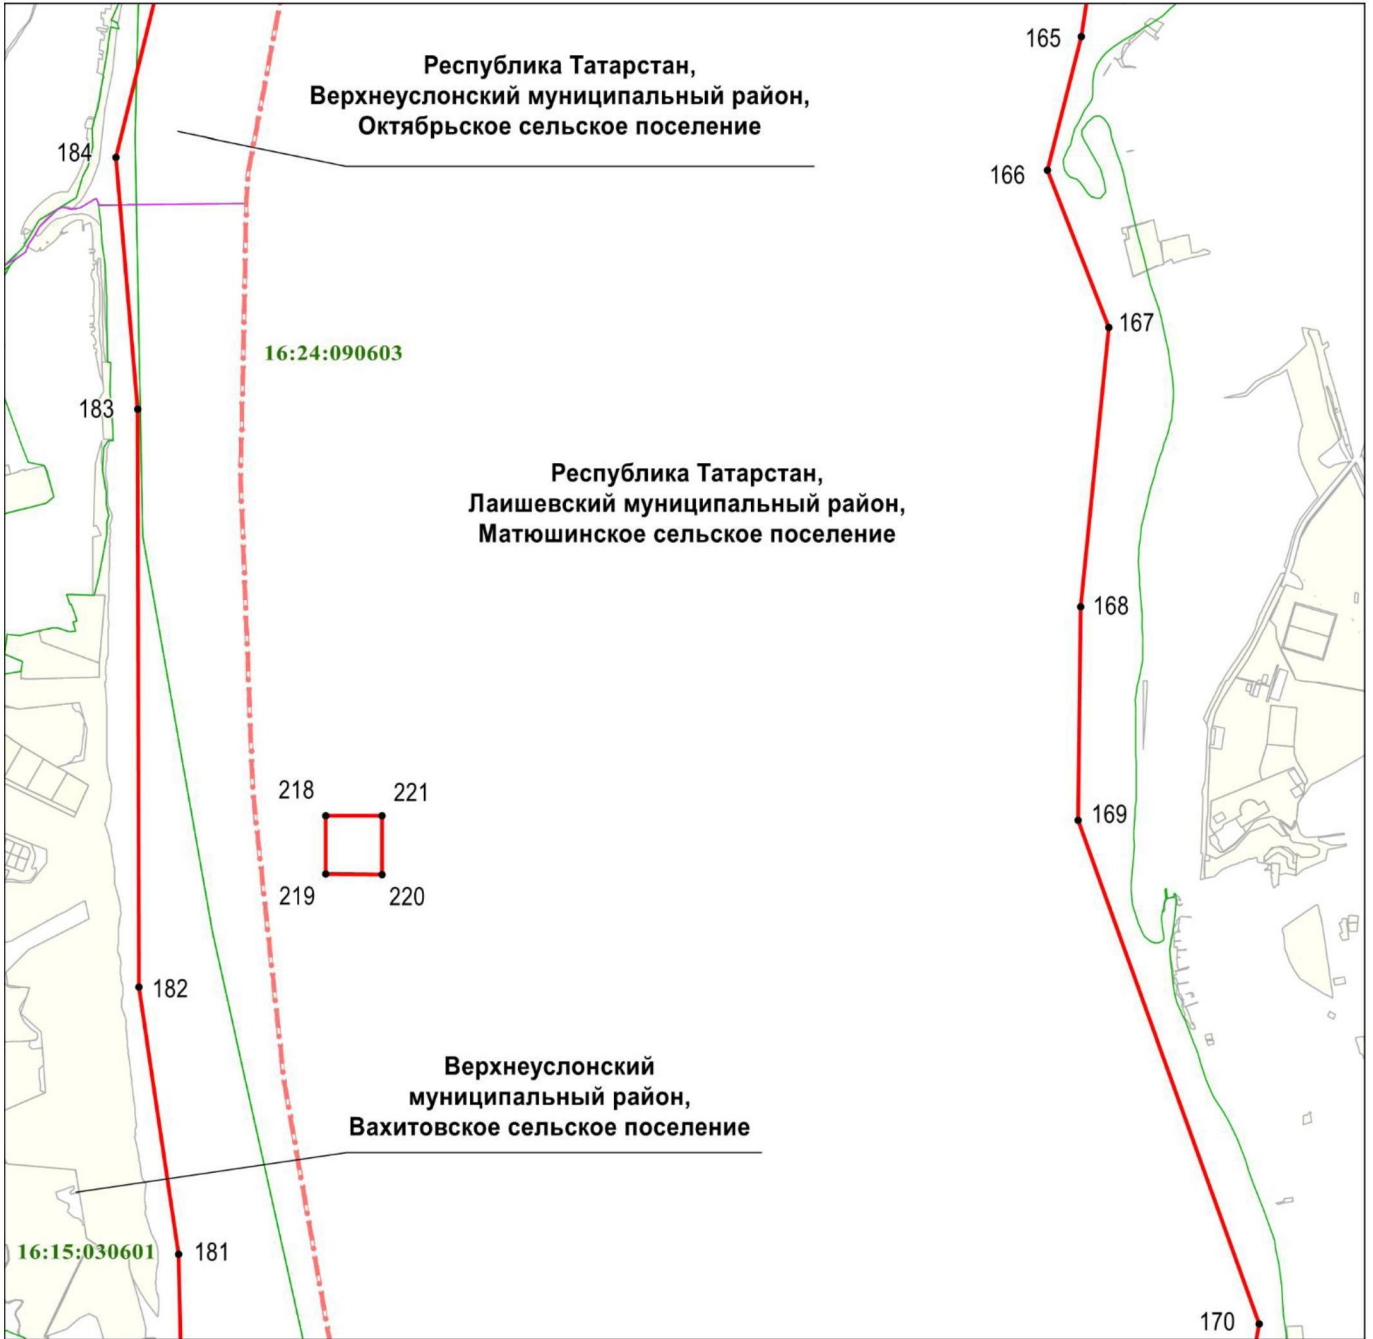 165
Республика Татарстан,
Верхнеуслонский муниципальный район,
Октябрьское сельское поселение
184
166
167
16:24:090603
183
Республика Татарстан,
Лаишевский муниципальный район,
Матюшинское сельское поселение
168
218 221
169
219 220
182
Верхнеуслонский
муниципальный район,
Вахитовское сельское поселение
16:15:030601 181
170